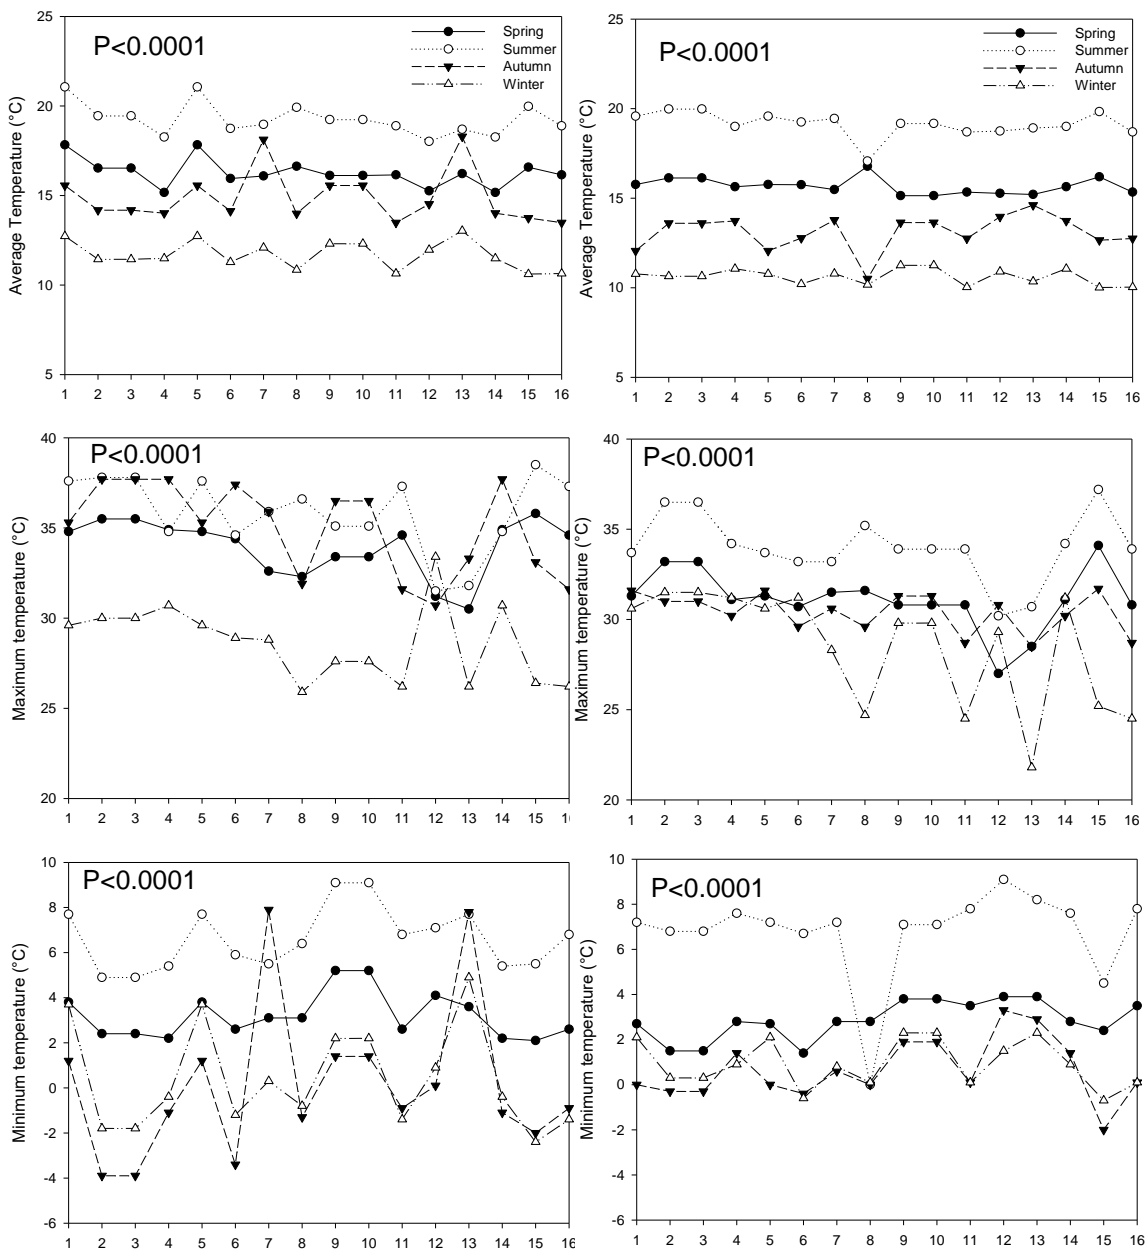 25
20
15
10
5
Average Temperature (°C)
P<0.0001
Spring
Summer
Autumn
Winter
1 2 3 4 5 6 7 8 9 10 11 12 13 14 15 16
25
20
15
10
5
Average Temperature (°C)
P<0.0001
Spring
Summer
Autumn
Winter
1 2 3 4 5 6 7 8 9 10 11 12 13 14 15 16
40
35
30
25
20
Maximum temperature (°C)
P<0.0001
1 2 3 4 5 6 7 8 9 10 11 12 13 14 15 16
40
35
30
25
20
Maximum temperature (°C)
P<0.0001
1 2 3 4 5 6 7 8 9 10 11 12 13 14 15 16
10
8
6
4
2
0
-2
-4
-6
Minimum temperature (°C)
P<0.0001
1 2 3 4 5 6 7 8 9 10 11 12 13 14 15 16
10
8
6
4
2
0
-2
-4
-6
Minimum temperature (°C)
P<0.0001
1 2 3 4 5 6 7 8 9 10 11 12 13 14 15 16